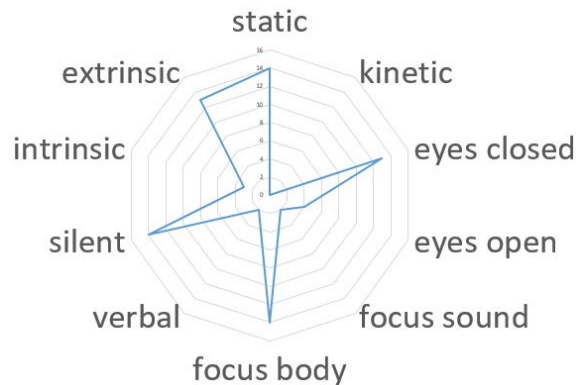 static
extrinsic
kinetic
intrinsic
eyes closed
silent
eyes open
verbal
focus sound
focus body
16
14
12
10
8
6
4
2
0